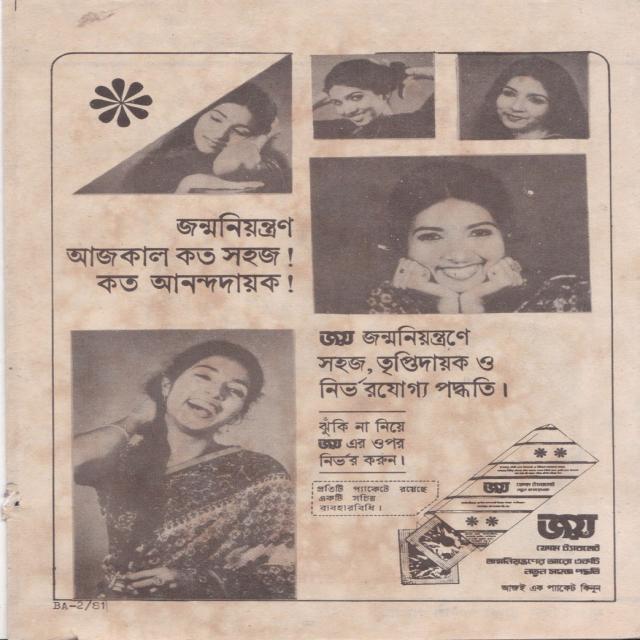 জন্মনিয়ন্ত্রণ
আজকাল কত সহজ !
কত আনন্দদায়ক !
জয় জন্মনিয়ন্ত্রণে
সহজ, তৃপ্তিদায়ক ও
নির্ভরযোগ্য পদ্ধতি।
ঝুঁকি না নিয়ে
জয় এর ওপর
নির্ভর করুন।
প্রতিটি প্যাকেটে রয়েছে
একটি সচিত্র
ব্যবহারবিধি।
জয়
জয়
ফোম ট্যাবলেট
জন্মনিয়ন্ত্রণের আরো একটি
নতুন সহজ পদ্ধতি
আজই এক প্যাকেট কিনুন
BA-2/81